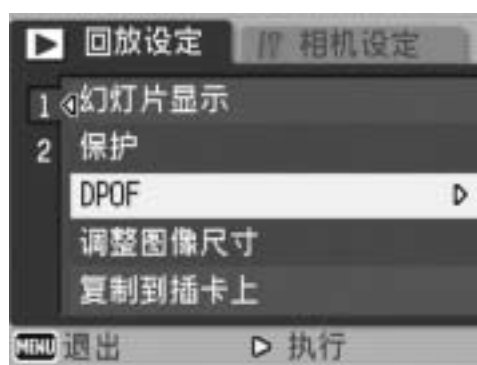 回放设定 相机设定
1 幻灯片显示
2 保护
DPOF
调整图像尺寸
复制到插卡上
MENU 退出 执行